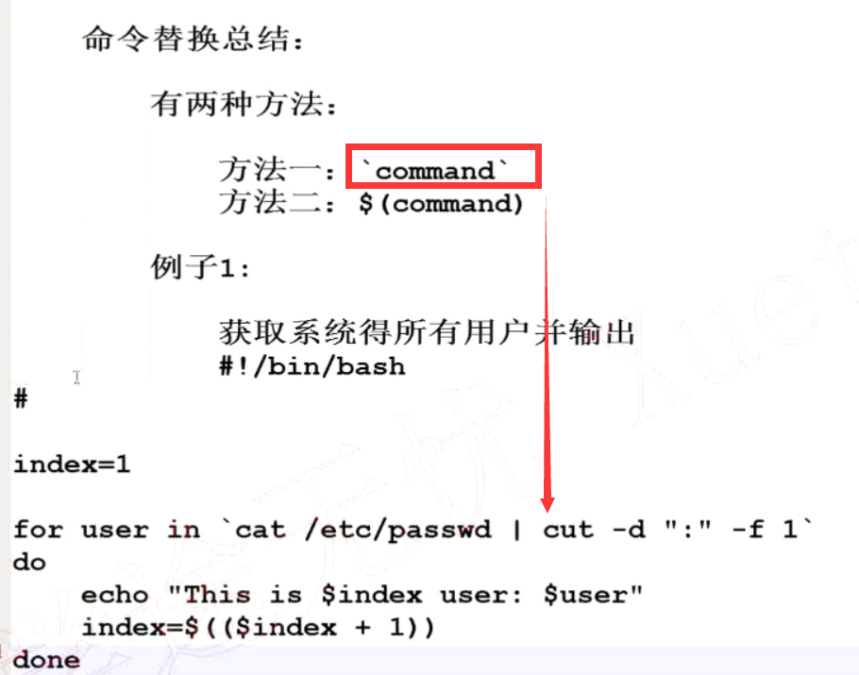 命令替换总结：
有两种方法：
方法一：`command`
方法二：$(command)
例子1：
获取系统得所有用户并输出
#!/bin/bash
#
index=1
for user in `cat /etc/passwd | cut -d ":" -f 1`
do
    echo "This is $index user: $user"
    index=$(($index + 1))
done